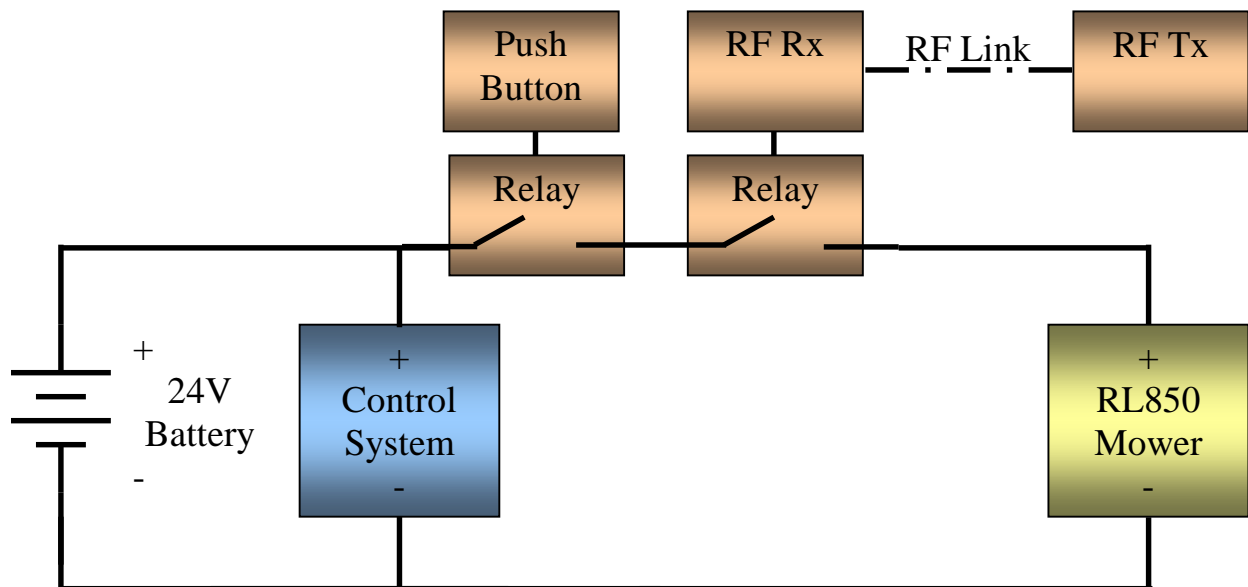 Push
Button
RF Rx
RF Link
RF Tx
Relay
Relay
+
24V
Battery
-
+
Control
System
-
+
RL850
Mower
-